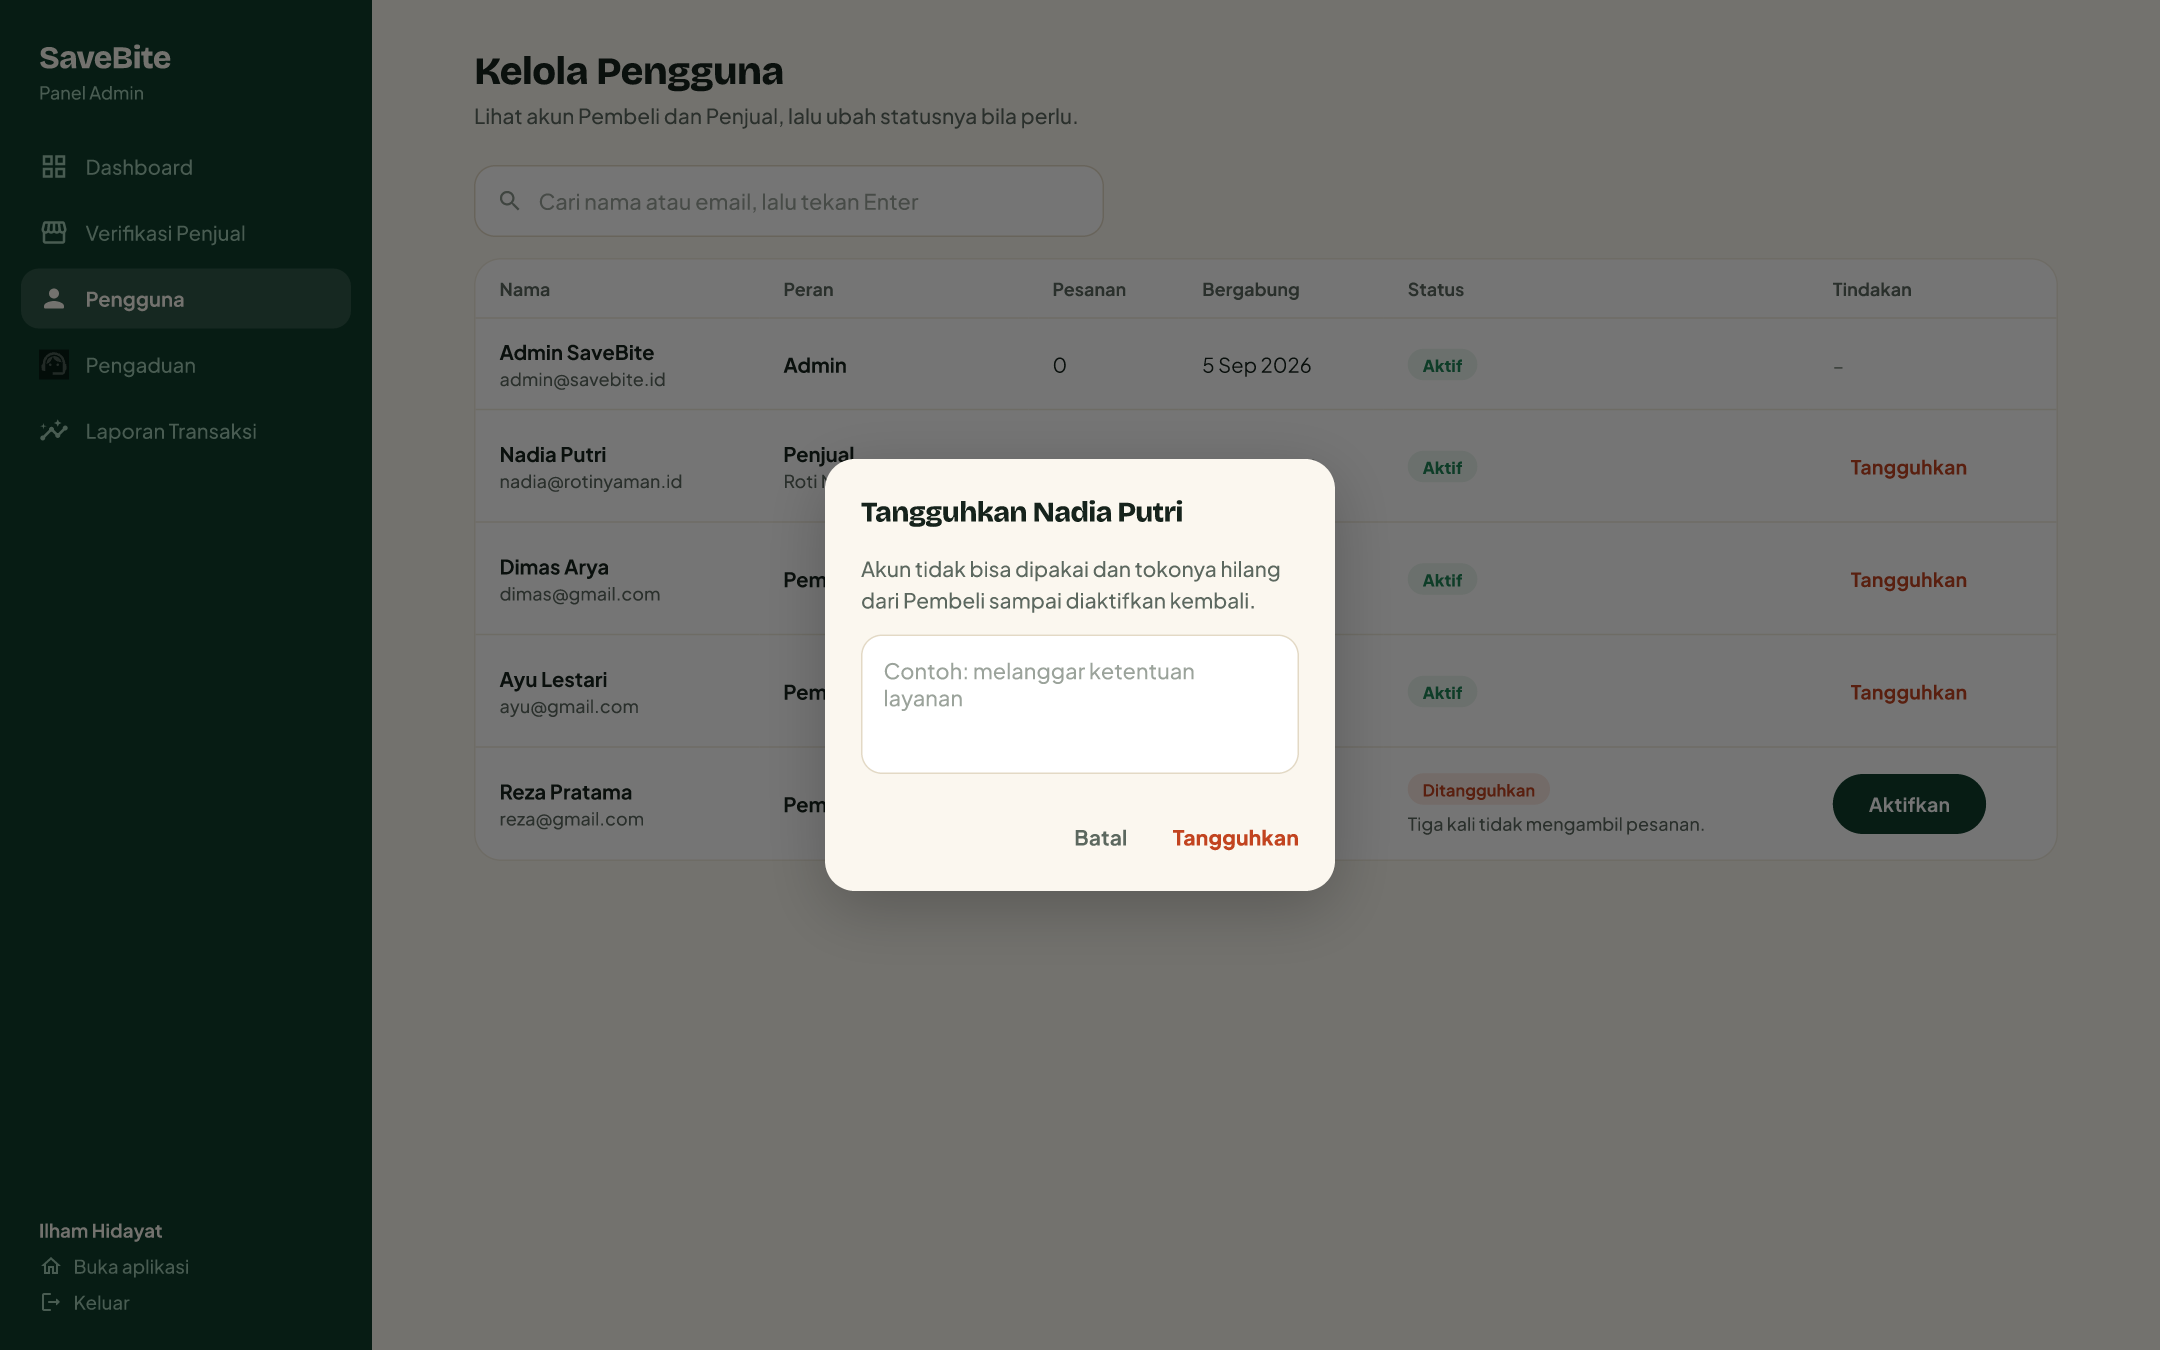 SaveBite
Panel Admin
Dashboard
Verifikasi Penjual
Pengguna
Pengaduan
Laporan Transaksi
Ilham Hidayat
Buka aplikasi
Keluar
Kelola Pengguna
Lihat akun Pembeli dan Penjual, lalu ubah statusnya bila perlu.
Cari nama atau email, lalu tekan Enter
Nama Peran Pesanan Bergabung Status Tindakan
Admin SaveBite
admin@savebite.id
Admin 0 5 Sep 2026 Aktif –
Nadia Putri
nadia@rotinyaman.id
Penjual
Roti
Aktif Tangguhkan
Dimas Arya
dimas@gmail.com
Pem
Aktif Tangguhkan
Ayu Lestari
ayu@gmail.com
Pem
Aktif Tangguhkan
Reza Pratama
reza@gmail.com
Pem
Ditangguhkan
Tiga kali tidak mengambil pesanan.
Aktifkan
Tangguhkan Nadia Putri
Akun tidak bisa dipakai dan tokonya hilang
dari Pembeli sampai diaktifkan kembali.
Contoh: melanggar ketentuan
layanan
Batal Tangguhkan